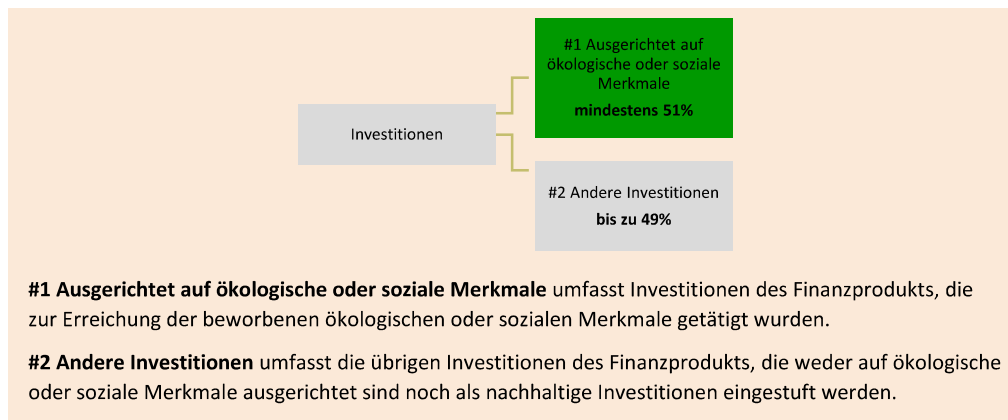 #1 Ausgerichtet auf
ökologische oder soziale
Merkmale
mindestens 51%
Investitionen
#2 Andere Investitionen
bis zu 49%
#1 Ausgerichtet auf ökologische oder soziale Merkmale umfasst Investitionen des Finanzprodukts, die
zur Erreichung der beworbenen ökologischen oder sozialen Merkmale getätigt wurden.
#2 Andere Investitionen umfasst die übrigen Investitionen des Finanzprodukts, die weder auf ökologische
oder soziale Merkmale ausgerichtet sind noch als nachhaltige Investitionen eingestuft werden.